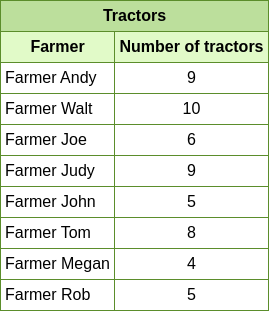 Tractors
Farmer Number of tractors
Farmer Andy 9
Farmer Walt 10
Farmer Joe 6
Farmer Judy 9
Farmer John 5
Farmer Tom 8
Farmer Megan 4
Farmer Rob 5